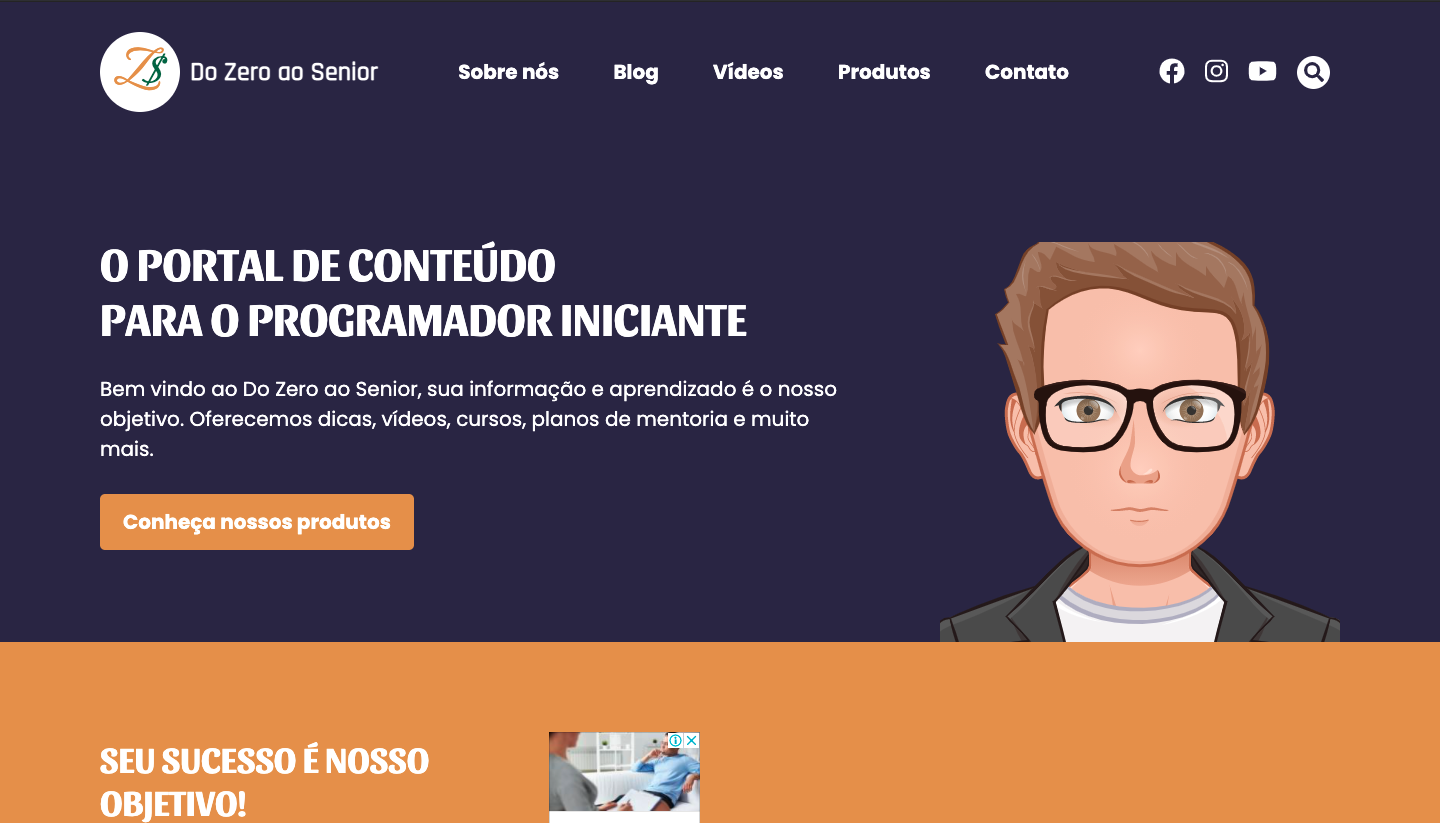 Do Zero ao Senior
Sobre nós
Blog
Vídeos
Produtos
Contato
O PORTAL DE CONTEÚDO
PARA O PROGRAMADOR INICIANTE
Bem vindo ao Do Zero ao Senior, sua informação e aprendizado é o nosso
objetivo. Oferecemos dicas, vídeos, cursos, planos de mentoria e muito
mais.
Conheça nossos produtos
SEU SUCESSO É NOSSO
OBJETIVO!